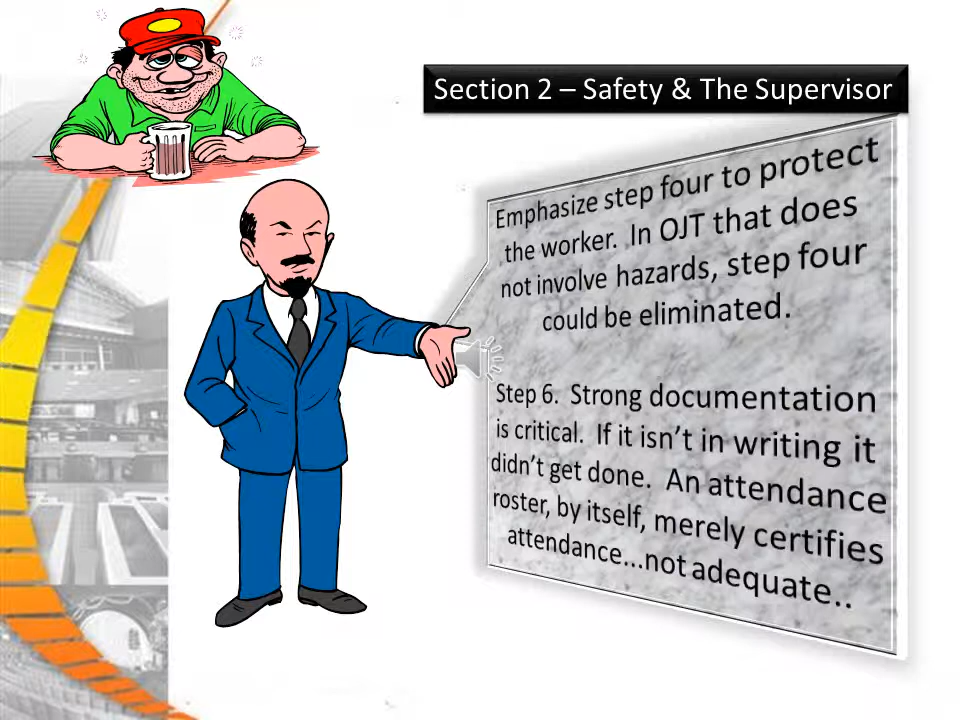 Section 2 – Safety & The Supervisor
Emphasize step four to protect
the worker. In OJT that does
not involve hazards, step four
could be eliminated.
Step 6. Strong documentation
is critical. If it isn’t in writing it
didn’t get done. An attendance
roster, by itself, merely certifies
attendance...not adequate..